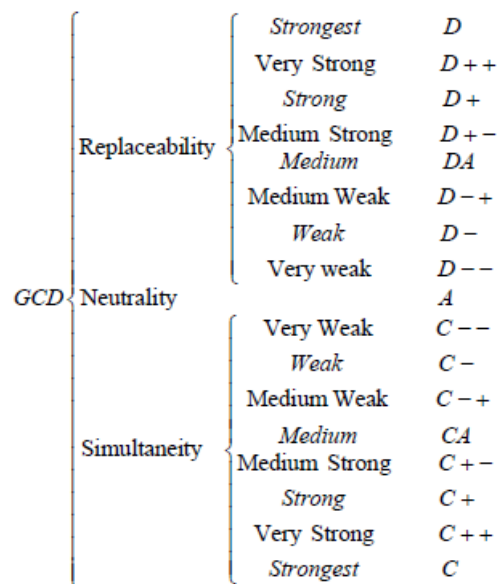 Strongest D
Very Strong D + +
Strong D +
Medium Strong D + −
Replaceability
Medium DA
Medium Weak D − +
Weak D −
Very weak D − −
GCD Neutrality A
Very Weak C − −
Weak C −
Medium Weak C − +
Medium CA
Simultaneity
Medium Strong C + −
Strong C +
Very Strong C + +
Strongest C